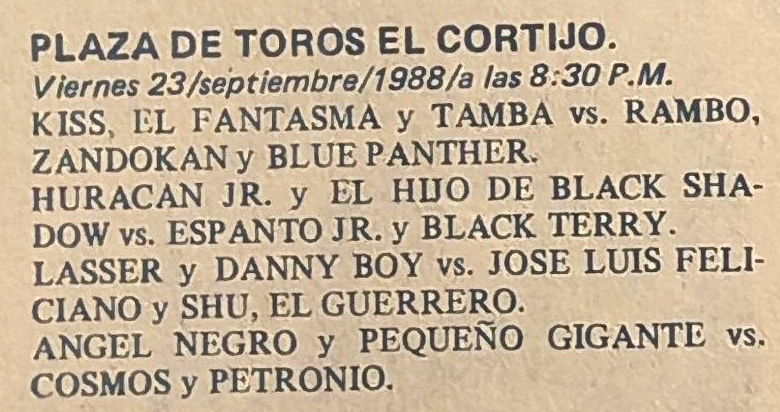 PLAZA DE TOROS EL CORTIJO.
Viernes 23/septiembre/1988/a las 8:30 P.M.
KISS, EL FANTASMA y TAMBA vs. RAMBO,
ZANDOKAN y BLUE PANTHER.
HURACAN JR. y EL HIJO DE BLACK SHA-
DOW vs. ESPANTO JR. y BLACK TERRY.
LASSER y DANNY BOY vs. JOSE LUIS FELI-
CIANO y SHU, EL GUERRERO.
ANGEL NEGRO y PEQUEÑO GIGANTE vs.
COSMOS y PETRONIO.